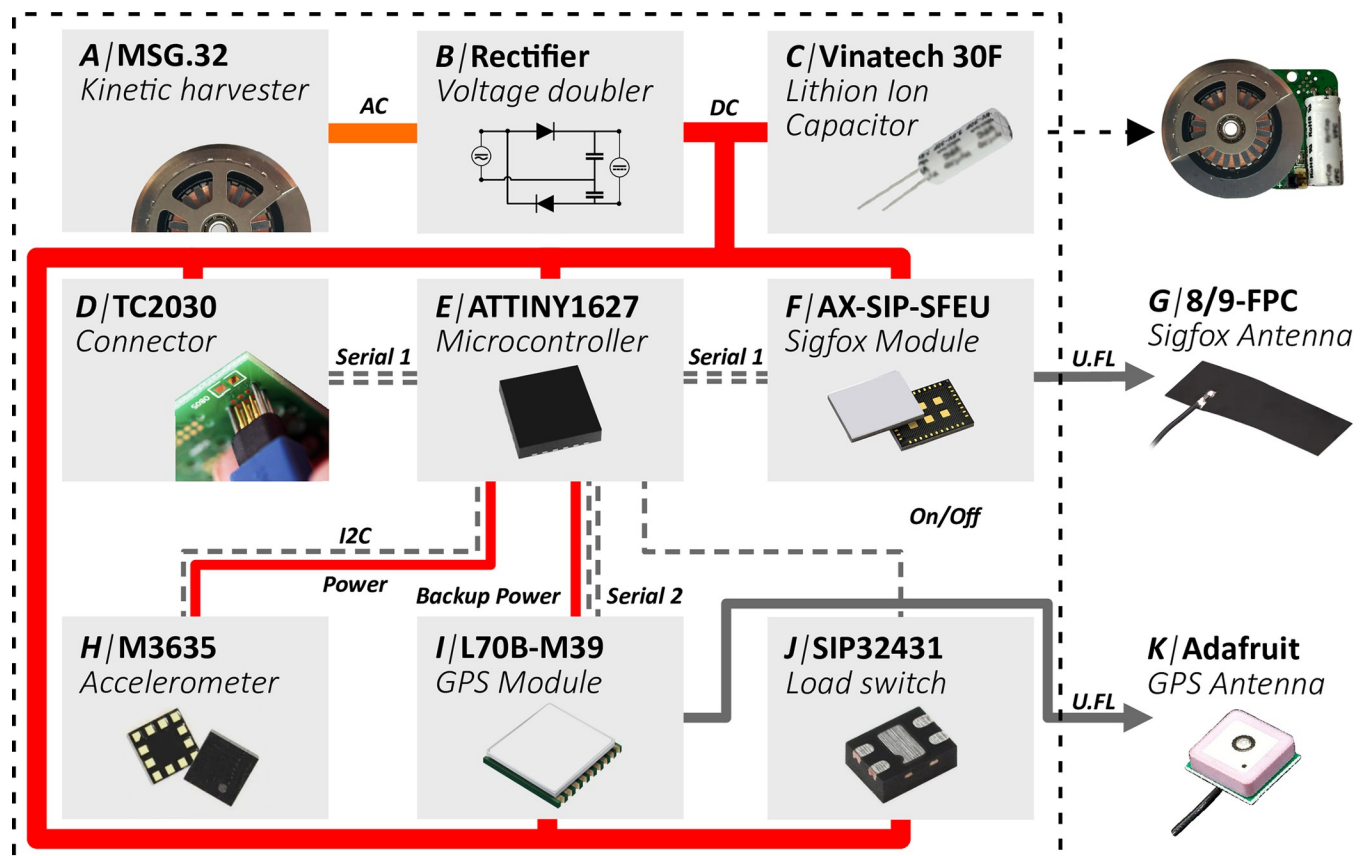 A/MSG.32
Kinetic harvester
AC
B/Rectifier
Voltage doubler
DC
C/Vinatech 30F
Lithion Ion
Capacitor
D/TC2030
Connector
Serial 1
E/ATTINY1627
Microcontroller
Serial 1
F/AX-SIP-SFEU
Sigfox Module
U.FL
G/8/9-FPC
Sigfox Antenna
I2C
Power
Backup Power
Serial 2
On/Off
H/M3635
Accelerometer
I/L70B-M39
GPS Module
J/SIP32431
Load switch
U.FL
K/Adafruit
GPS Antenna